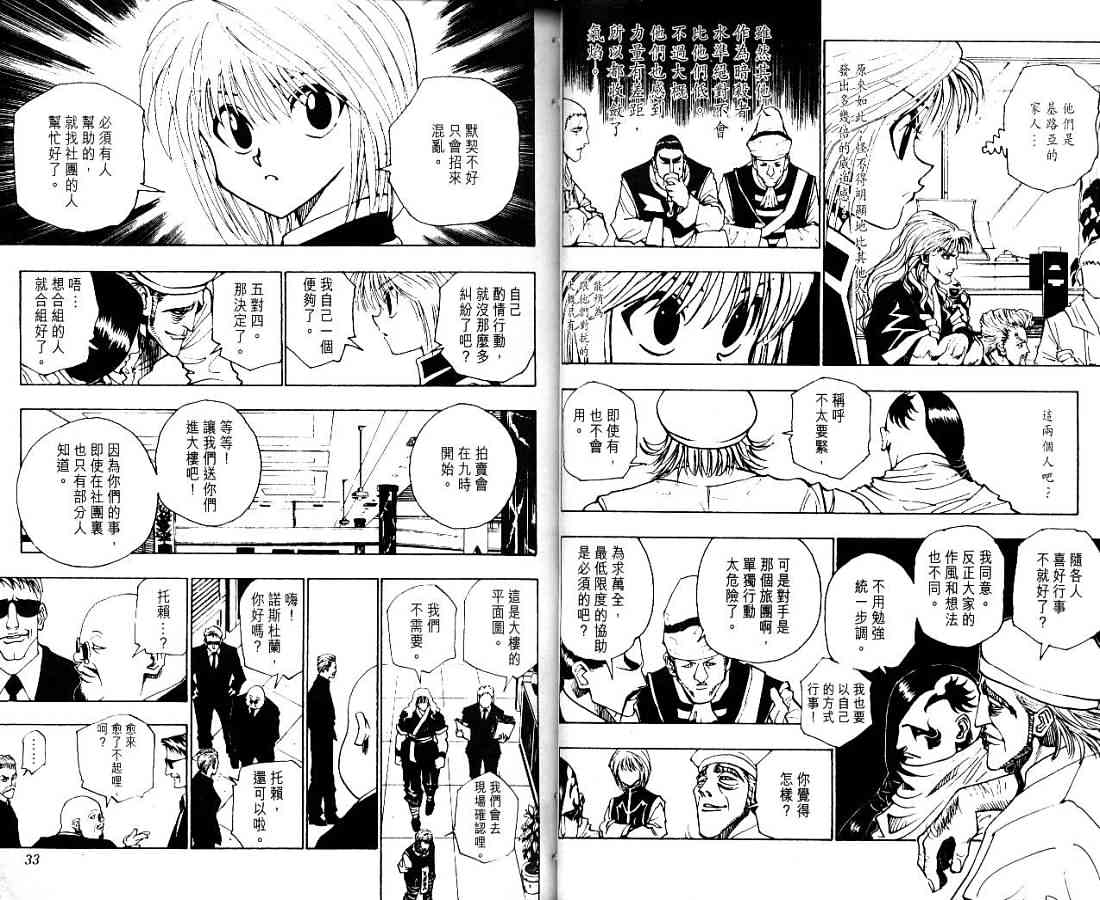 他們是
基路亞的
家人…
原來如此，怪不得明顯地比其他人
發出多幾倍的威迫感。
雖然其他人
作為暗殺者，
水準絕對不會
比他們低，
不過大概
他們也感到
力量有差距，
所以都收斂了
氣焰！
能稱為
跟他們對抗的
大概只有
這兩個人吧？
稱呼
不太要緊，
即使有，
也不會
用。
隨各人
喜好行事
不就好了？
我同意。
反正大家的
作風和想法
也不同。
不用勉強
統一步調。
我也要
以自己
的方式
行事！
可是對手是
那個旅團啊，
單獨行動
太危險了！
為求萬全，
最低限度的協助
是必須的吧？
你覺得
怎樣？
默契不好
只會招來
混亂。
必須有人
幫助的，
就找社團的人
幫忙好了。
自己
酌情行動，
就沒那麼多
糾紛了吧？
我自己一個
便夠了。
五對四。
那決定了。
唔…
想合組的人
就合組好了。
拍賣會
在九時
開始。
等等！
讓我們送你們
進大樓吧！
因為你們的事，
即使在社團裏
也只有部分人
知道。
這是大樓的
平面圖。
我們
不需要。
我們會去
現場確認哩。
嗨！
諾斯杜蘭，
你好嗎？
托賴，
還可以啦。
托賴…？
愈來
愈了不起哩，
呵？
……
33